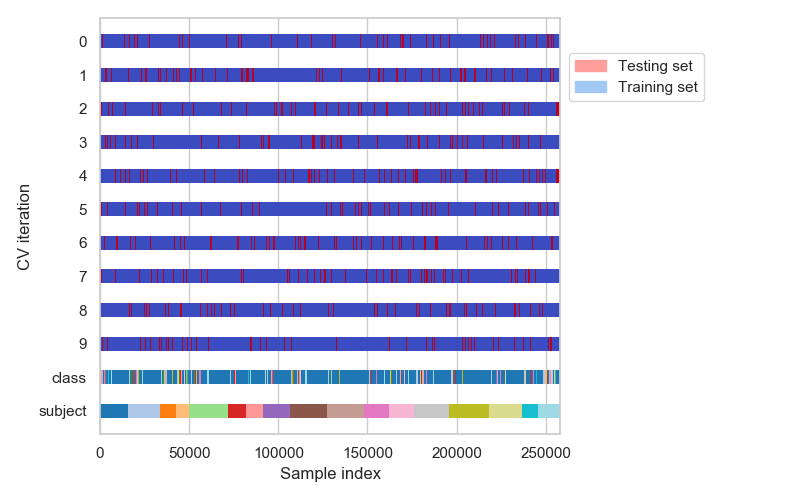 0
1
2
3
4
5
6
7
8
9
class
subject
CV iteration
0 50000 100000 150000 200000 250000
Sample index
Testing set
Training set